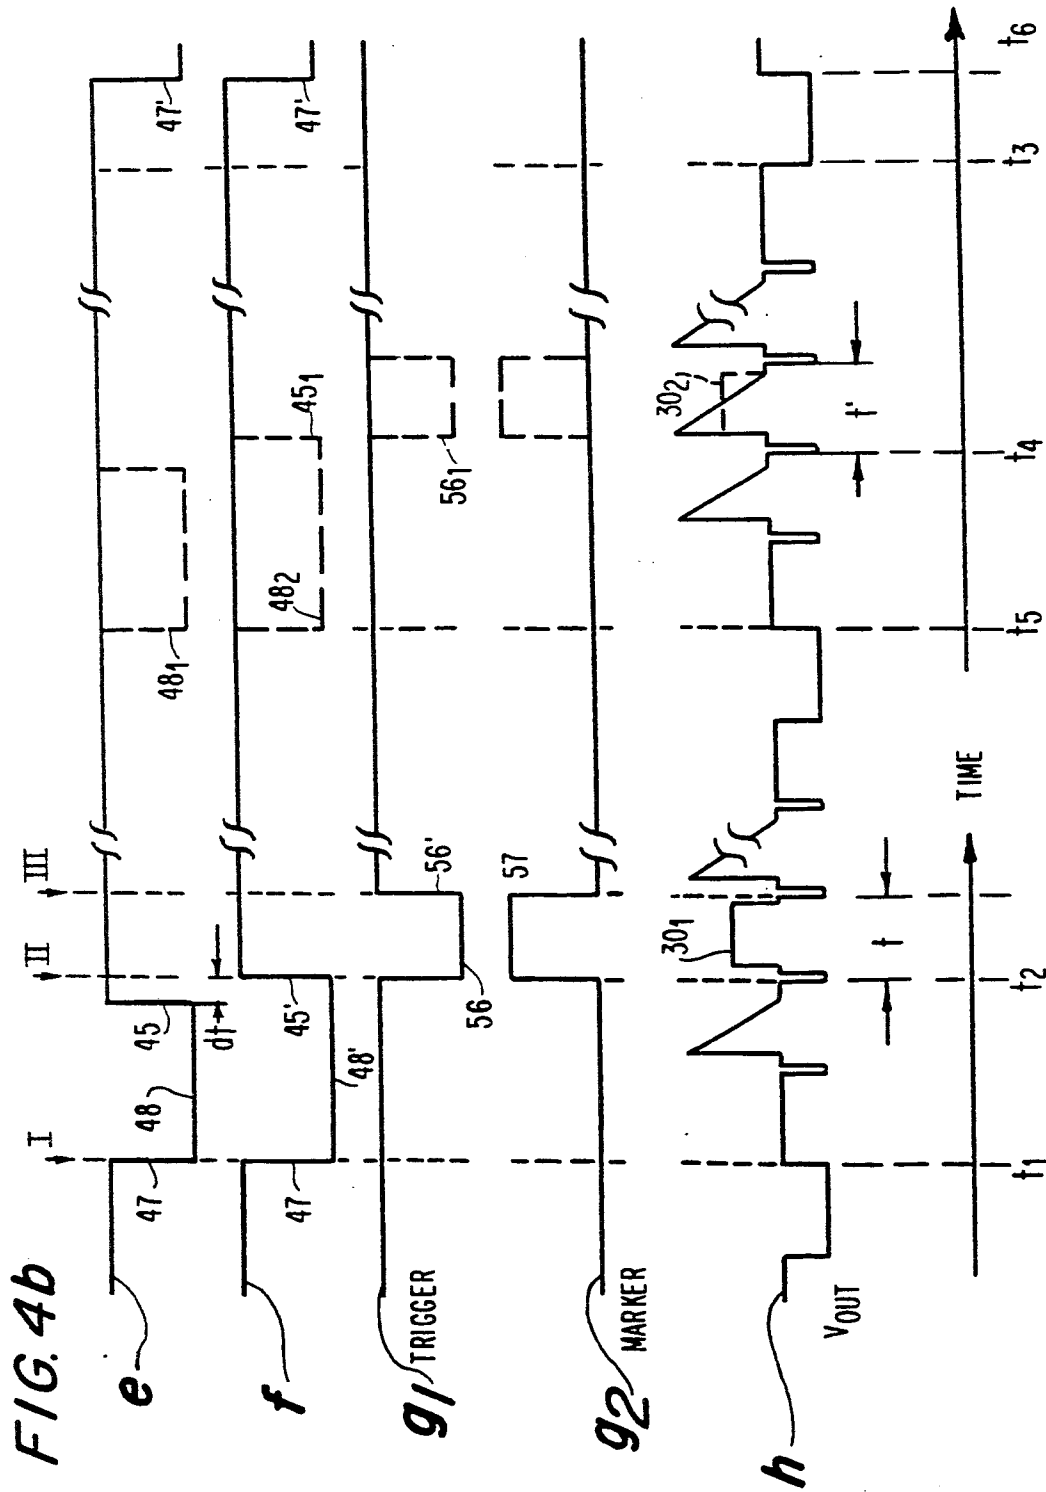 FIG. 4b
I II III
e
47 48 45 48₁ 47'
dt
f
47 48' 45' 48₂ 45₁ 47'
g1 TRIGGER
56 56' 56₁
g2 MARKER
57
h
VOUT
30₁ 30₂
t t'
t1 t2 t5 t4 t3 t6
TIME